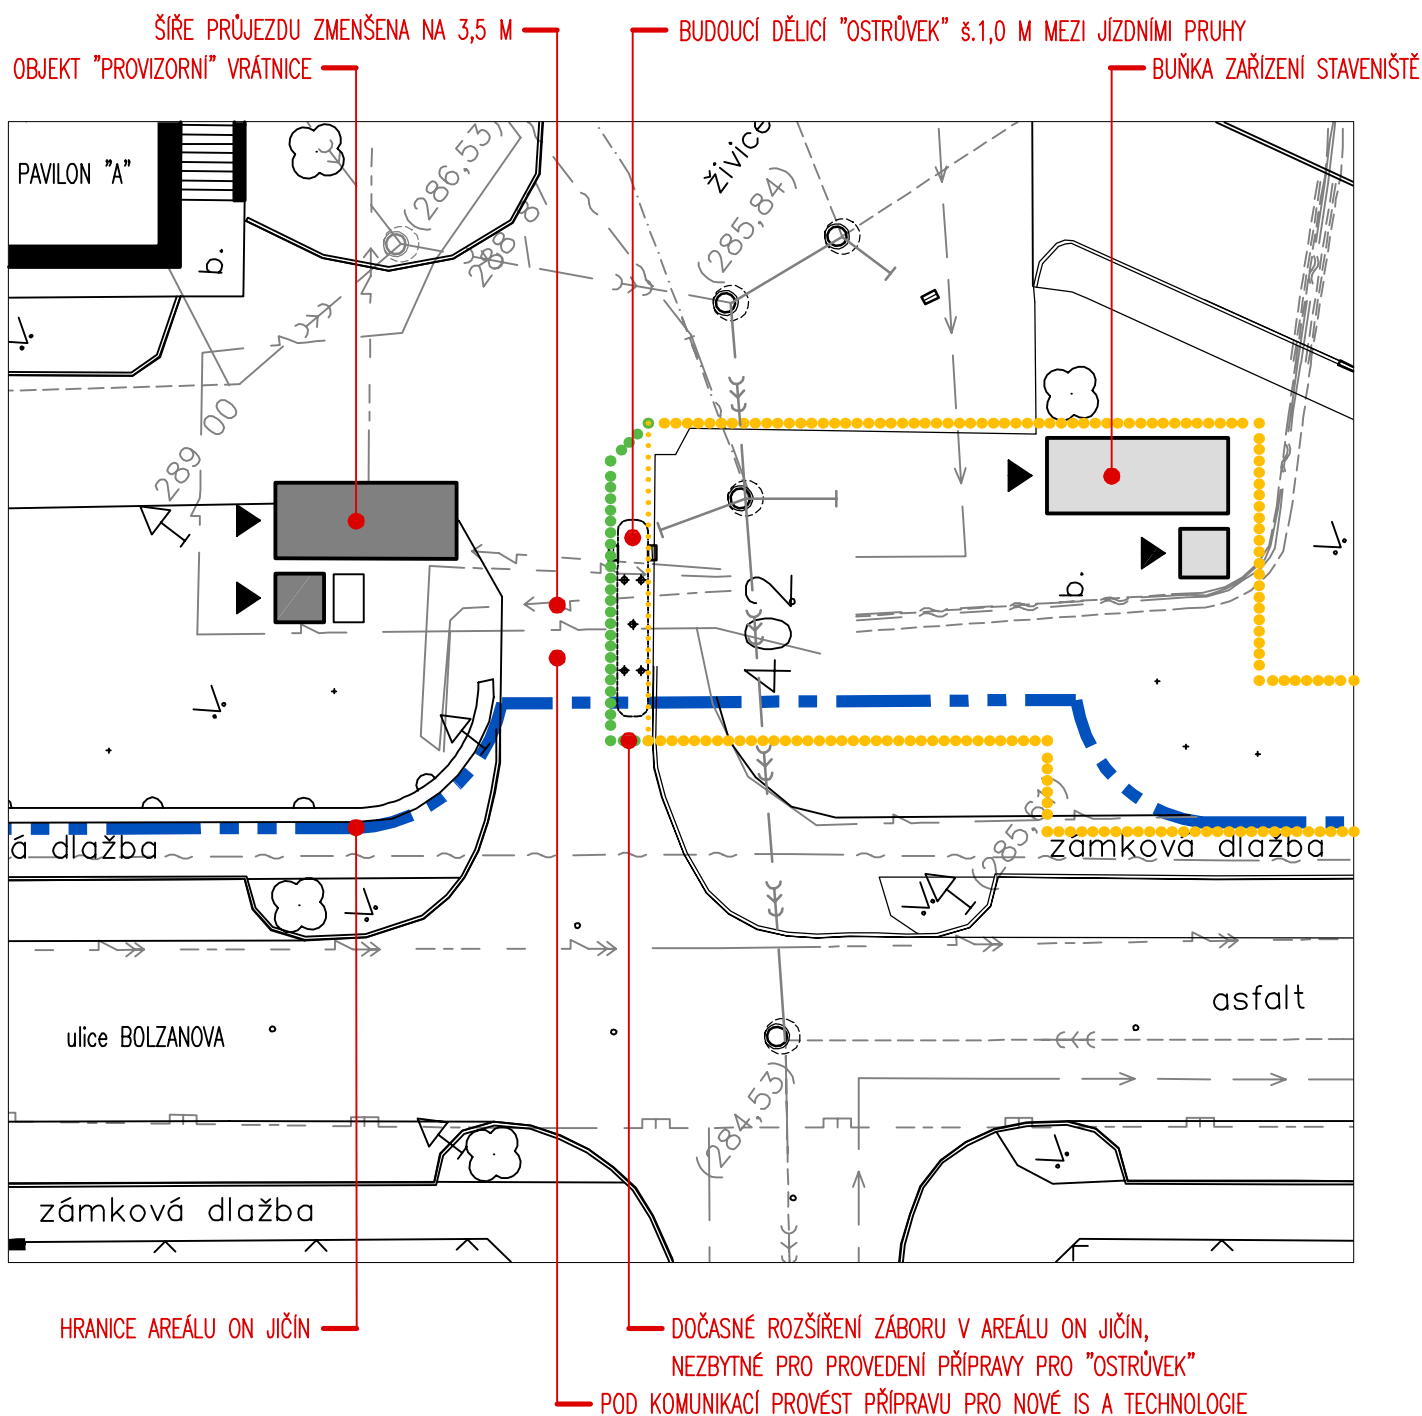 ŠÍŘE PRŮJEZDU ZMENŠENA NA 3,5 M
BUDOUCÍ DĚLICÍ "OSTRŮVEK" š.1,0 M MEZI JÍZDNÍMI PRUHY
OBJEKT "PROVIZORNÍ" VRÁTNICE
BUŇKA ZAŘÍZENÍ STAVENIŠTĚ
PAVILON "A"
(286,53)
živice
(285,84)
b.
288
289 00
402
b.
zámková dlažba
á dlažba
asfalt
ulice BOLZANOVA
(284,53)
zámková dlažba
HRANICE AREÁLU ON JIČÍN
DOČASNÉ ROZŠÍŘENÍ ZÁBORU V AREÁLU ON JIČÍN,
NEZBYTNÉ PRO PROVEDENÍ PŘÍPRAVY PRO "OSTRŮVEK"
POD KOMUNIKACÍ PROVÉST PŘÍPRAVU PRO NOVÉ IS A TECHNOLOGIE